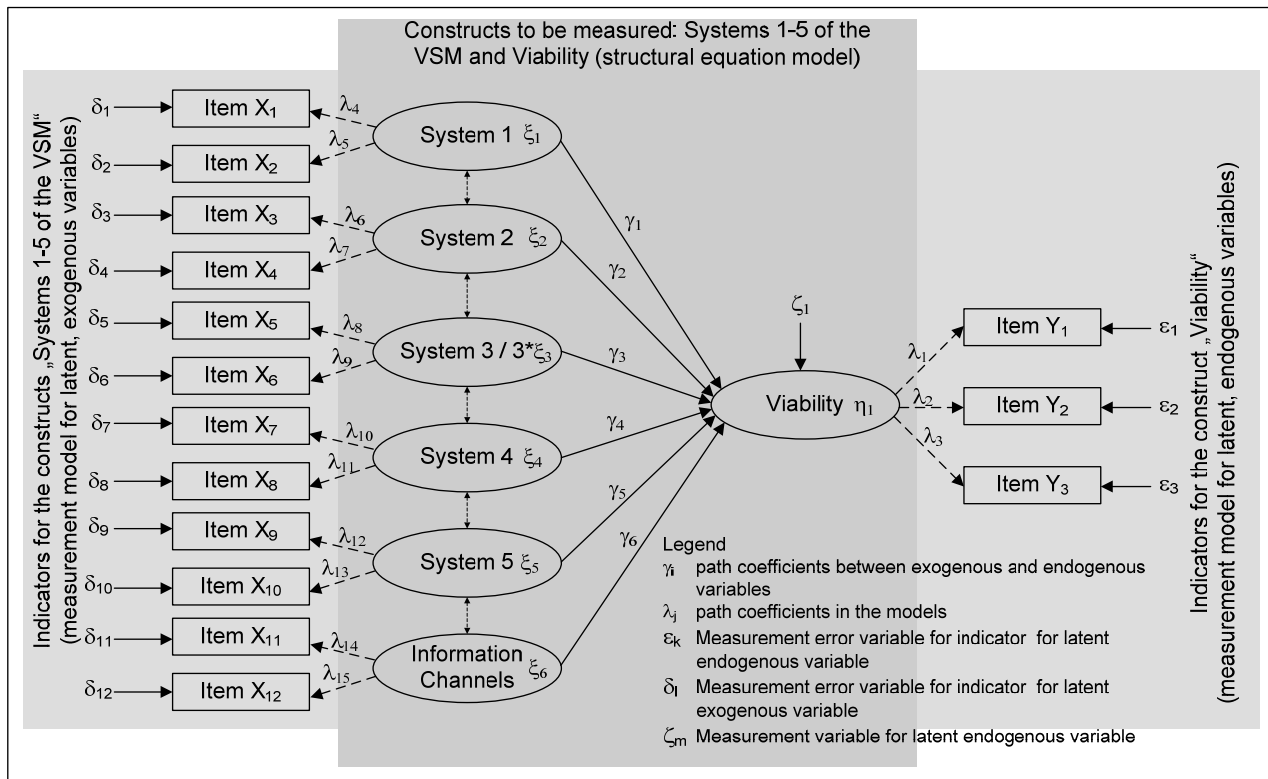 Constructs to be measured: Systems 1-5 of the
VSM and Viability (structural equation model)
Indicators for the constructs „Systems 1-5 of the VSM“
(measurement model for latent, exogenous variables)
δ1
Item X1
λ4
δ2
Item X2
λ5
System 1 ξ1
δ3
Item X3
λ6
δ4
Item X4
λ7
System 2 ξ2
δ5
Item X5
λ8
δ6
Item X6
λ9
System 3 / 3* ξ3
δ7
Item X7
λ10
δ8
Item X8
λ11
System 4 ξ4
δ9
Item X9
λ12
δ10
Item X10
λ13
System 5 ξ5
δ11
Item X11
λ14
δ12
Item X12
λ15
Information
Channels ξ6
γ1
γ2
γ3
γ4
γ5
γ6
ζ1
Viability η1
λ1
λ2
λ3
Item Y1
ε1
Item Y2
ε2
Item Y3
ε3
Indicators for the construct „Viability“
(measurement model for latent, endogenous variables)
Legend
γi path coefficients between exogenous and endogenous
variables
λj path coefficients in the models
εk Measurement error variable for indicator for latent
endogenous variable
δl Measurement error variable for indicator for latent
exogenous variable
ζm Measurement variable for latent endogenous variable